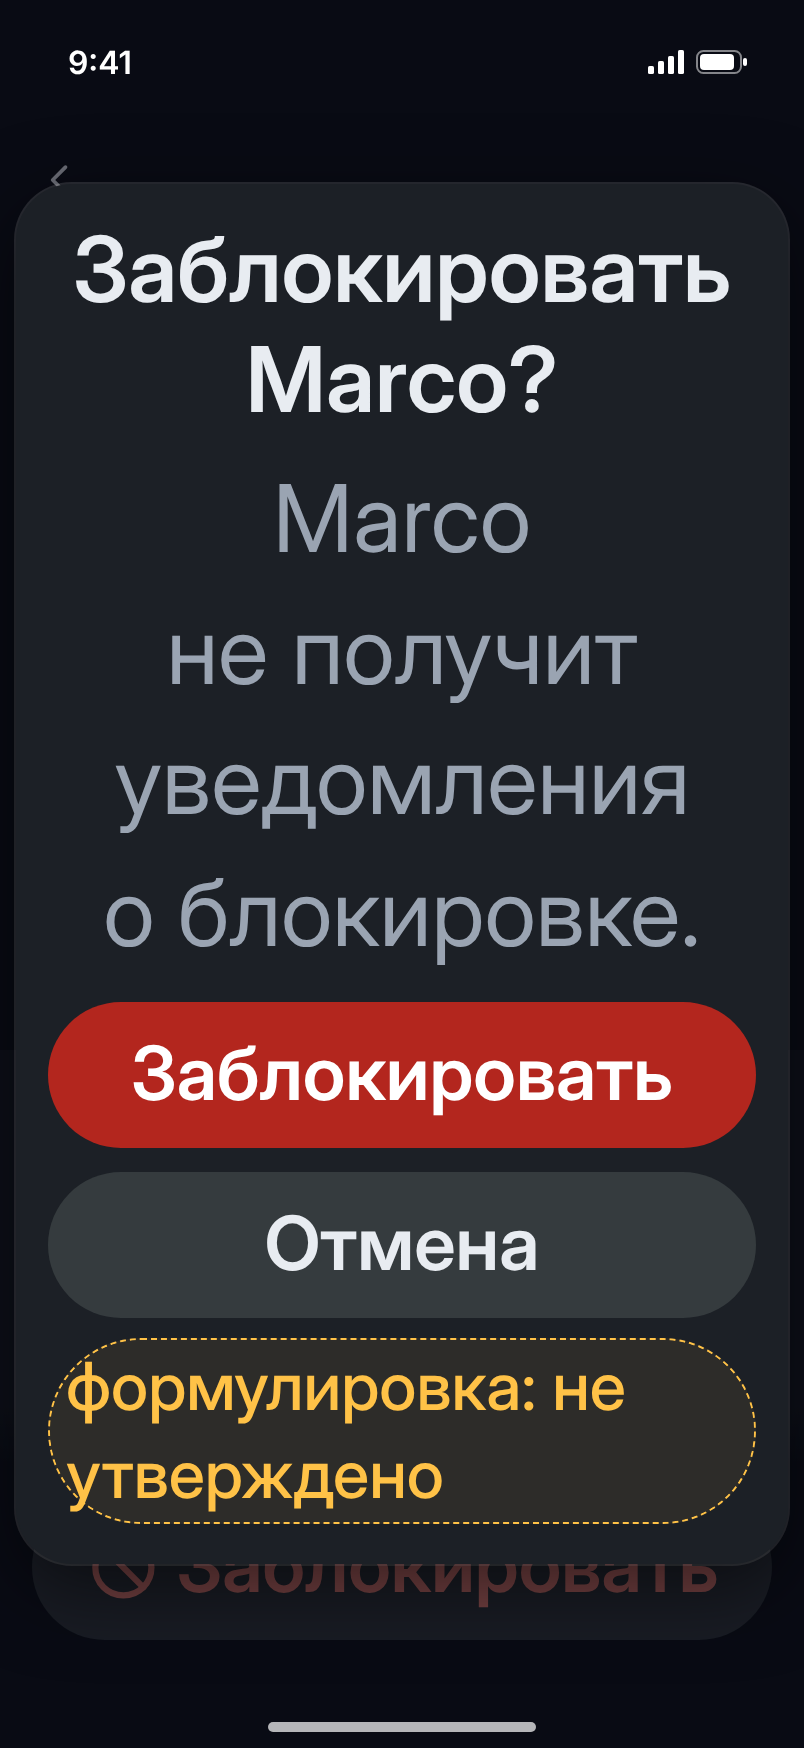 9:41
Заблокировать
Marco?
Marco
не получит
уведомления
о блокировке.
Заблокировать
Отмена
формулировка: не
утверждено
Заблокировать